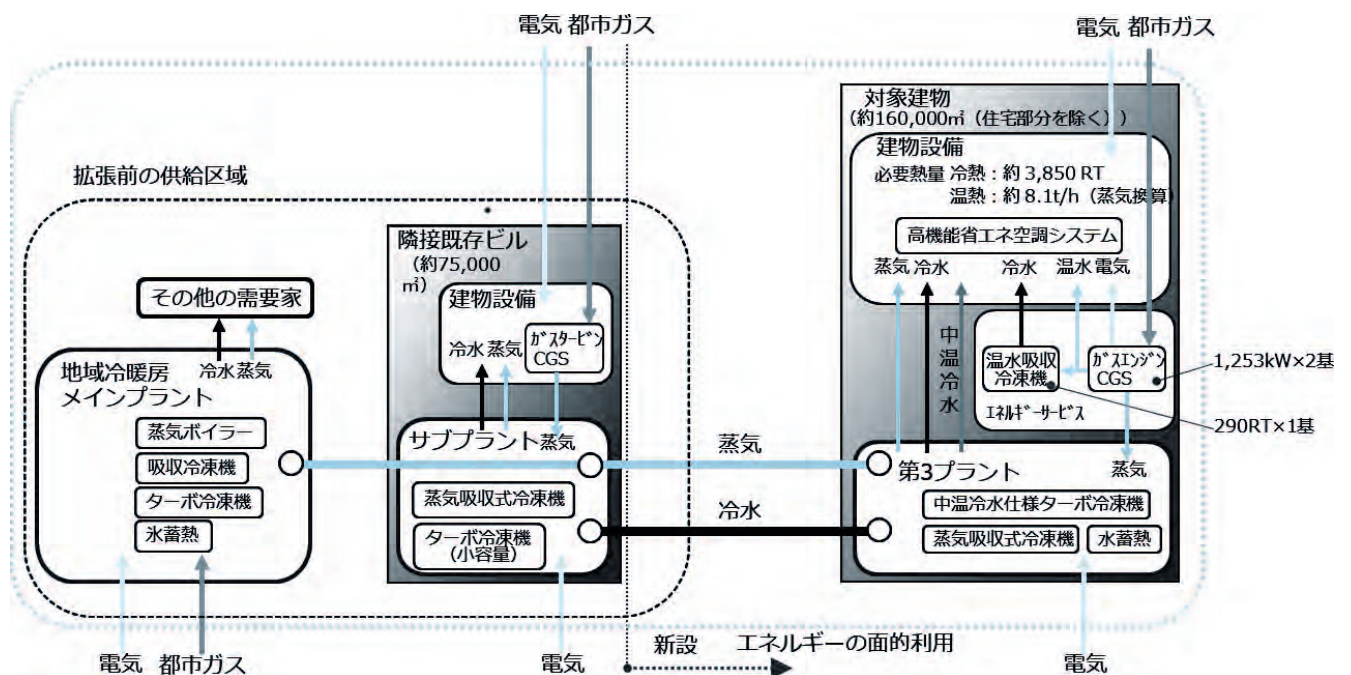 電気 都市ガス
電気 都市ガス
拡張前の供給区域
その他の需要家
冷水 蒸気
地域冷暖房
メインプラント
蒸気ボイラー
吸収冷凍機
ターボ冷凍機
氷蓄熱
電気 都市ガス
隣接既存ビル
(約75,000
㎡)
建物設備
冷水 蒸気
ガスタービン
CGS
サブプラント 蒸気
蒸気吸収式冷凍機
ターボ冷凍機
(小容量)
電気
蒸気
冷水
新設 エネルギーの面的利用
対象建物
(約160,000㎡(住宅部分を除く))
建物設備
必要熱量 冷熱:約 3,850 RT
温熱:約 8.1t/h (蒸気換算)
高機能省エネ空調システム
蒸気 冷水 冷水 温水 電気
中温冷水
温水吸収
冷凍機
ガスエンジン
CGS
エネルギーサービス
1,253kW×2基
290RT×1基
第3プラント
蒸気
中温冷水仕様ターボ冷凍機
蒸気吸収式冷凍機
氷蓄熱
電気